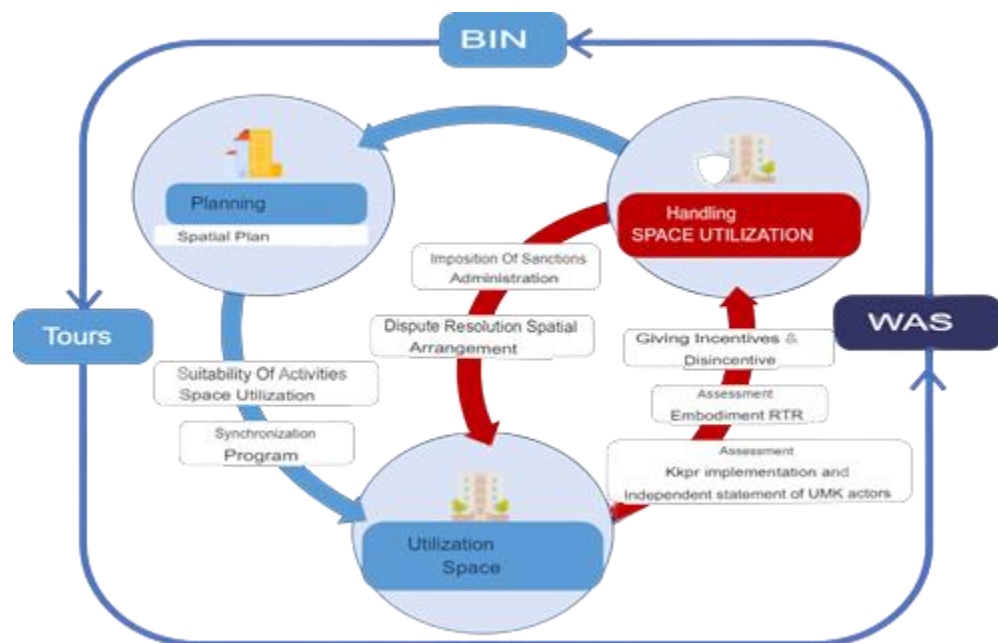 BIN
Planning
Spatial Plan
Handling
SPACE UTILIZATION
Imposition Of Sanctions
Administration
Dispute Resolution Spatial
Arrangement
Tours
WAS
Giving Incentives &
Disincentive
Suitability Of Activities
Space Utilization
Assessment
Embodiment RTR
Synchronization
Program
Assessment
Kkpr implementation and
Independent statement of UMK actors
Utilization
Space